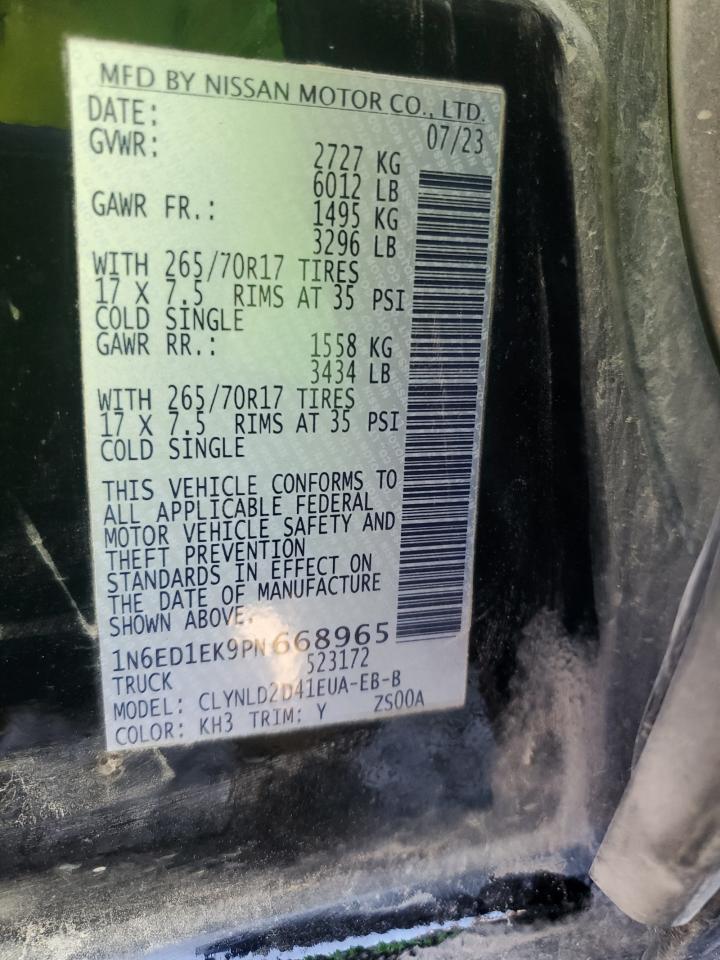 MFD BY NISSAN MOTOR CO., LTD.
DATE: 07/23
GVWR: 2727 KG
6012 LB
GAWR FR.: 1495 KG
3296 LB
WITH 265/70R17 TIRES
17 X 7.5 RIMS AT 35 PSI
COLD SINGLE
GAWR RR.: 1558 KG
3434 LB
WITH 265/70R17 TIRES
17 X 7.5 RIMS AT 35 PSI
COLD SINGLE
THIS VEHICLE CONFORMS TO
ALL APPLICABLE FEDERAL
MOTOR VEHICLE SAFETY AND
THEFT PREVENTION
STANDARDS IN EFFECT ON
THE DATE OF MANUFACTURE
SHOWN ABOVE.
1N6ED1EK9PN668965
TRUCK 523172
MODEL: CLYNLD2D41EUA-EB-B
COLOR: KH3 TRIM: Y ZS00A